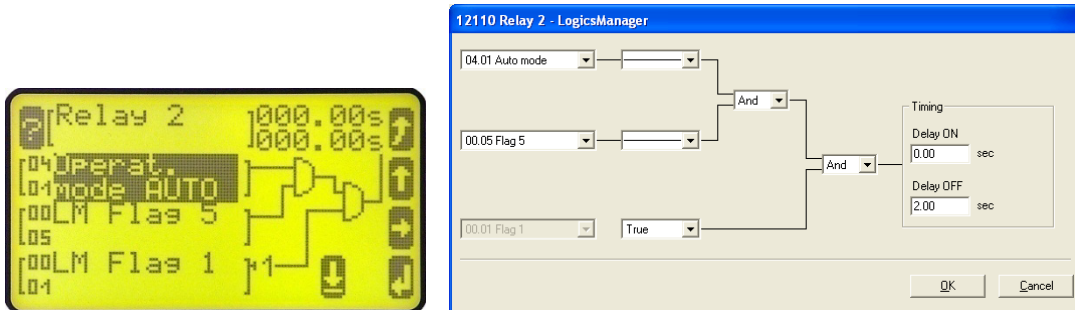 Relay 2
000.00s
000.00s
?
04
01
Operat.
mode AUTO
00
05
LM Flag 5
00
01
LM Flag 1
1
12110 Relay 2 - LogicsManager
04.01 Auto mode
And
Timing
Delay ON
0.00 sec
00.05 Flag 5
And
Delay OFF
2.00 sec
00.01 Flag 1
True
OK
Cancel